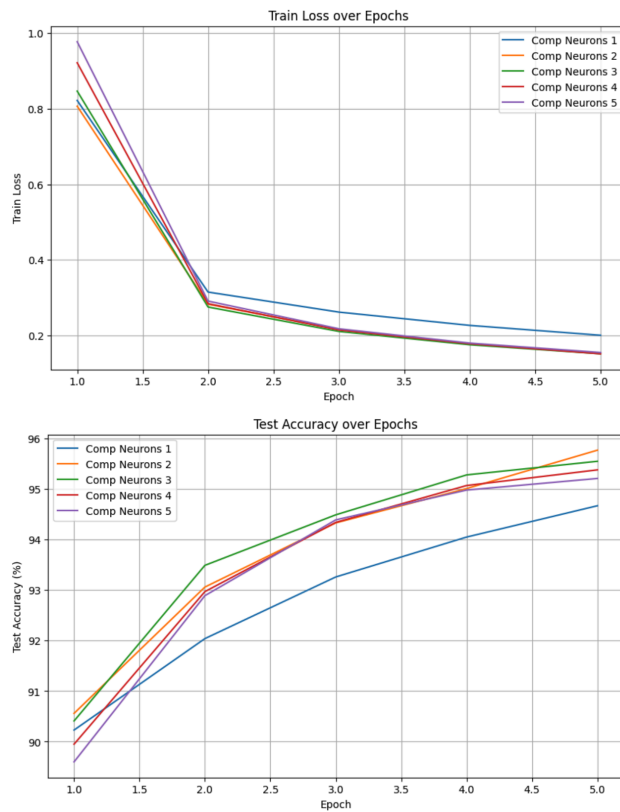 Train Loss over Epochs
1.0
0.8
0.6
0.4
0.2
Train Loss
Comp Neurons 1
Comp Neurons 2
Comp Neurons 3
Comp Neurons 4
Comp Neurons 5
1.0 1.5 2.0 2.5 3.0 3.5 4.0 4.5 5.0
Epoch
Test Accuracy over Epochs
96
95
94
93
92
91
90
Test Accuracy (%)
Comp Neurons 1
Comp Neurons 2
Comp Neurons 3
Comp Neurons 4
Comp Neurons 5
1.0 1.5 2.0 2.5 3.0 3.5 4.0 4.5 5.0
Epoch